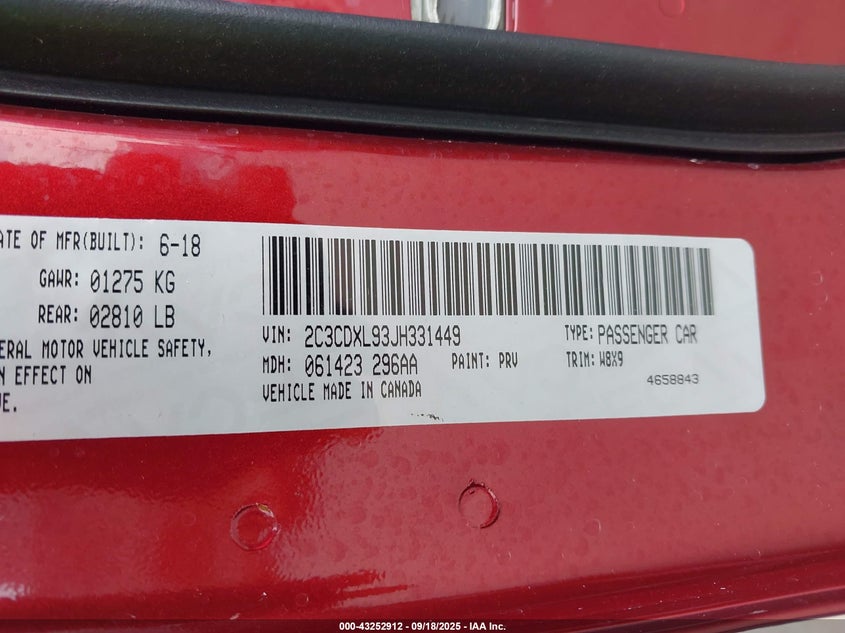 ATE OF MFR(BUILT): 6-18
GAWR: 01275 KG
REAR: 02810 LB
ERAL MOTOR VEHICLE SAFETY,
N EFFECT ON
VE.
VIN: 2C3CDXL93JH331449 TYPE: PASSENGER CAR
MDH: 061423 296AA PAINT: PRV TRIM: W8X9
VEHICLE MADE IN CANADA 4658843
000-43252912 - 09/18/2025 - IAA Inc.